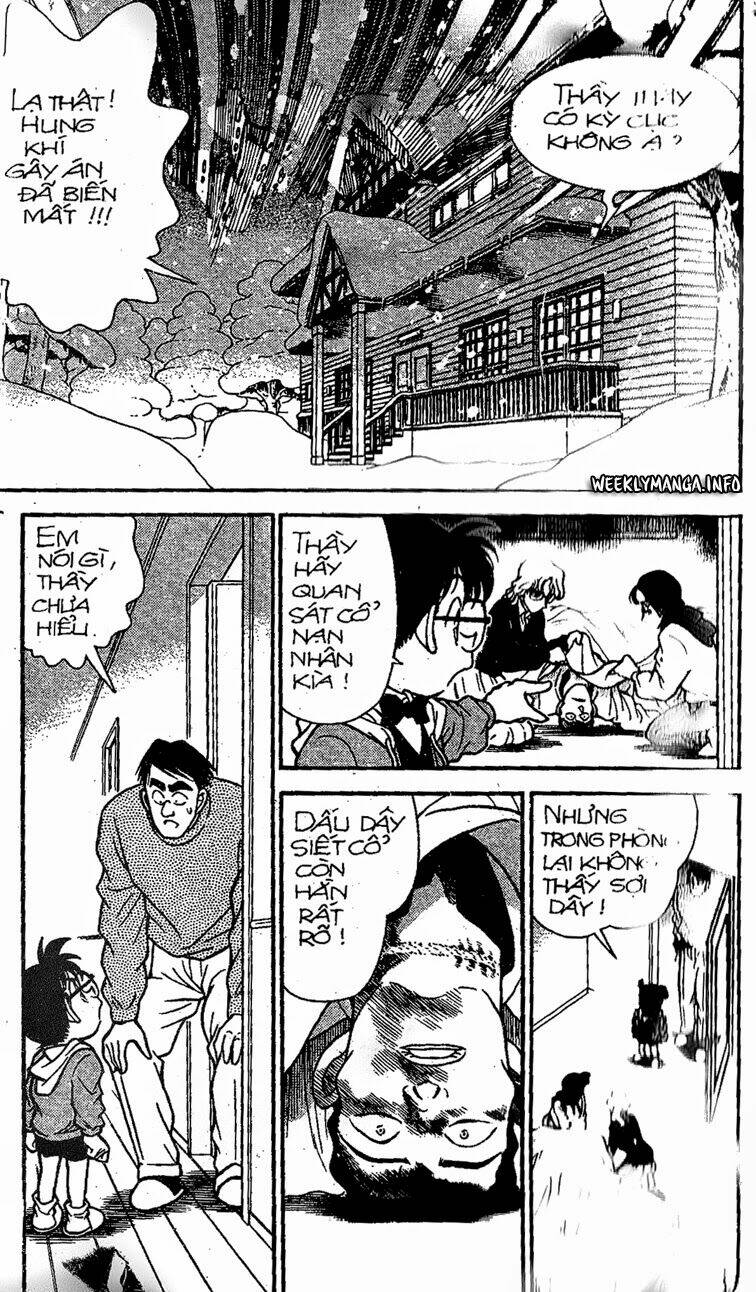 LẠ THẬT!
HUNG
KHÍ
GÂY ÁN
ĐÃ BIẾN
MẤT!!!
THẦY
CÓ KỲ CỤC
KHÔNG Ạ?
WEEKLYMANGA.INFO
EM
NÓI GÌ,
THẦY
CHƯA
HIỂU.
THẦY
HÃY
QUAN
SÁT CỔ
NẠN
NHÂN
KÌA!
DẤU DÂY
SIẾT CỔ
CÒN
HẰN
RẤT
RÕ!
NHƯNG
TRONG PHÒNG
LẠI KHÔNG
THẤY SỢI
DÂY!